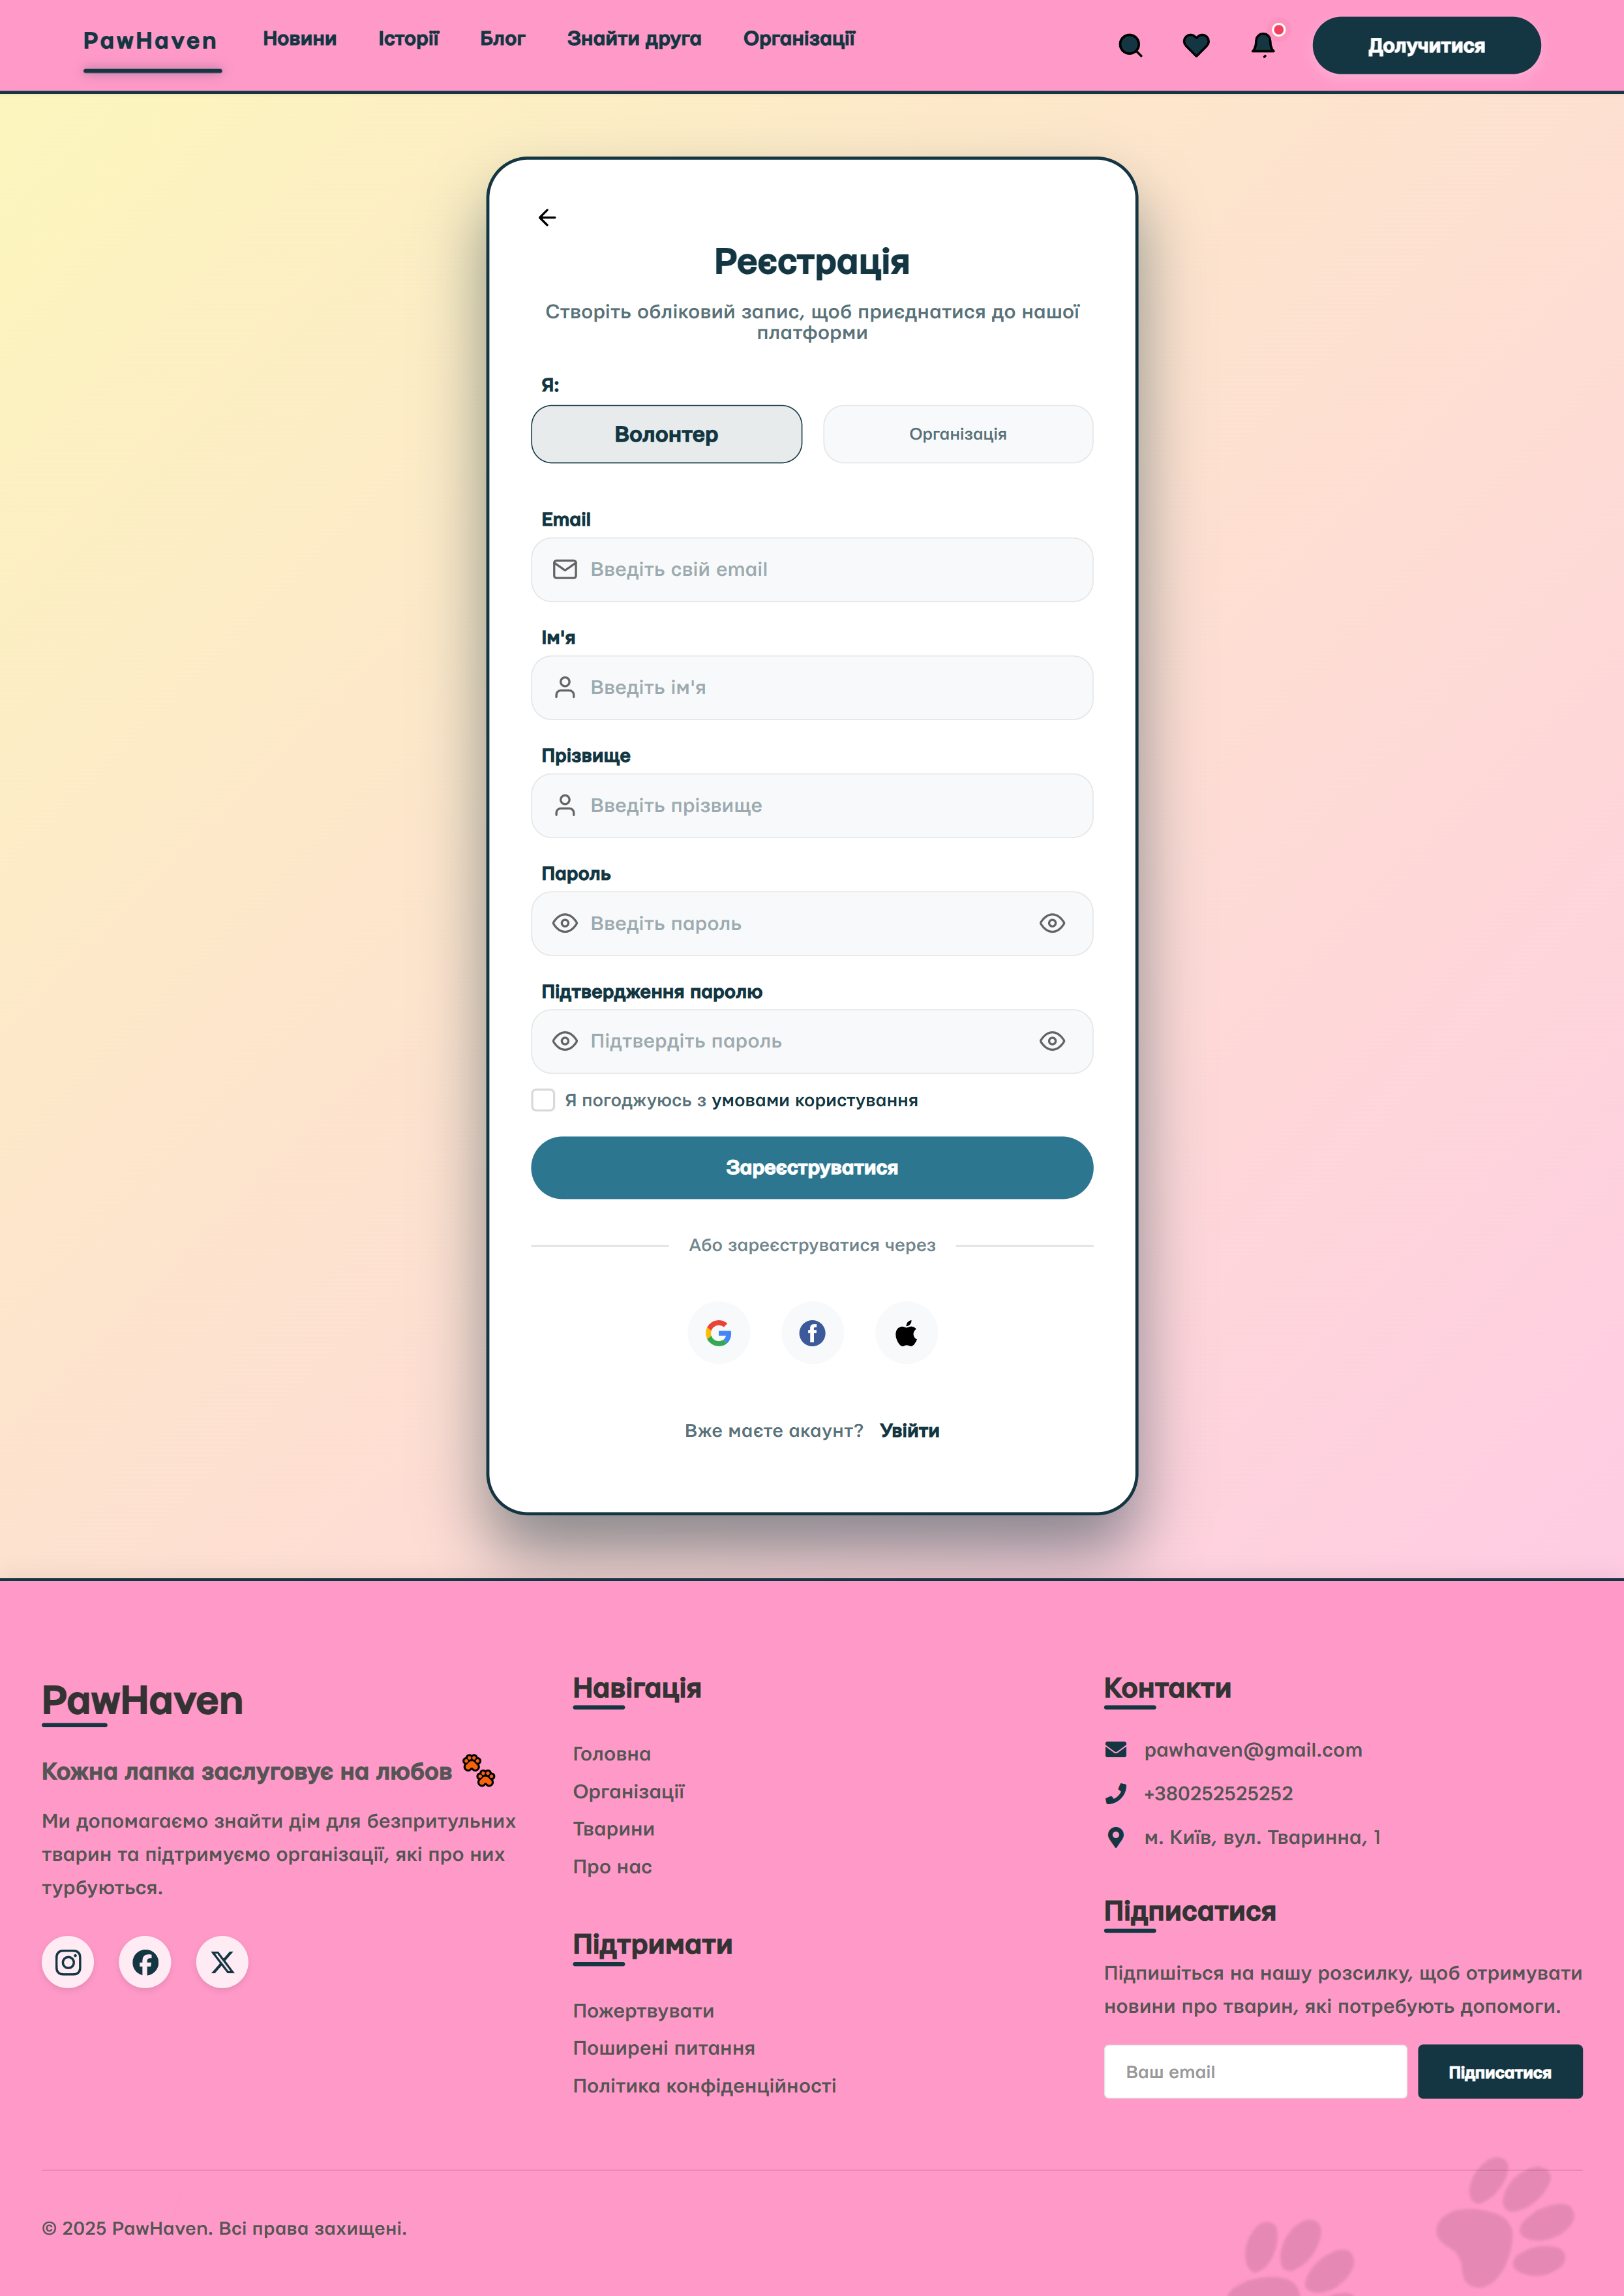 PawHaven
Новини
Історії
Блог
Знайти друга
Організації
Долучитися
Реєстрація
Створіть обліковий запис, щоб приєднатися до нашої
платформи
Я:
Волонтер
Організація
Email
Введіть свій email
Ім'я
Введіть ім'я
Прізвище
Введіть прізвище
Пароль
Введіть пароль
Підтвердження паролю
Підтвердіть пароль
Я погоджуюсь з умовами користування
Зареєструватися
Або зареєструватися через
Вже маєте акаунт? Увійти
PawHaven
Кожна лапка заслуговує на любов
Ми допомагаємо знайти дім для безпритульних
тварин та підтримуємо організації, які про них
турбуються.
Навігація
Головна
Організації
Тварини
Про нас
Підтримати
Пожертвувати
Поширені питання
Політика конфіденційності
Контакти
pawhaven@gmail.com
+380252525252
м. Київ, вул. Тваринна, 1
Підписатися
Підпишіться на нашу розсилку, щоб отримувати
новини про тварин, які потребують допомоги.
Ваш email
Підписатися
© 2025 PawHaven. Всі права захищені.